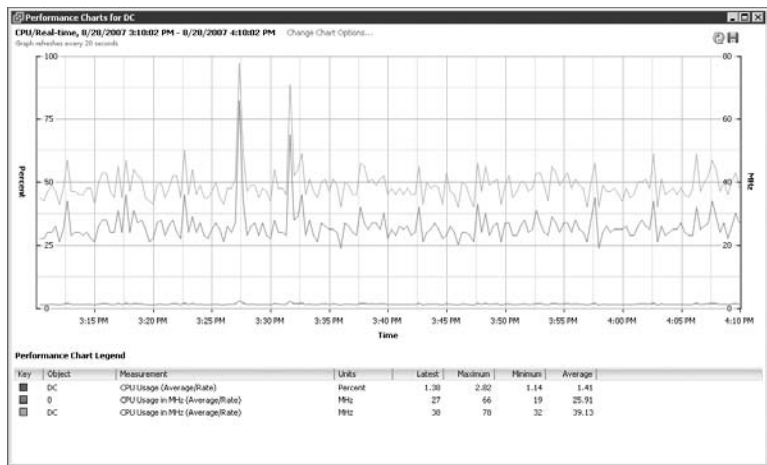 Performance Charts for DC
CPU/Real-time, 8/28/2007 3:10:02 PM - 8/28/2007 4:10:02 PM Change Chart Options...
Graph refreshes every 20 seconds
100 80
75 60
Percent
50 40
MHz
25 20
0 0
3:15 PM 3:20 PM 3:25 PM 3:30 PM 3:35 PM 3:40 PM 3:45 PM 3:50 PM 3:55 PM 4:00 PM 4:05 PM 4:10 PM
Time
Performance Chart Legend
Key Object Measurement Units Latest Maximum Minimum Average
DC CPU Usage (Average/Rate) Percent 1.38 2.82 1.14 1.41
0 CPU Usage in MHz (Average/Rate) MHz 27 66 19 25.91
DC CPU Usage in MHz (Average/Rate) MHz 38 78 32 39.13